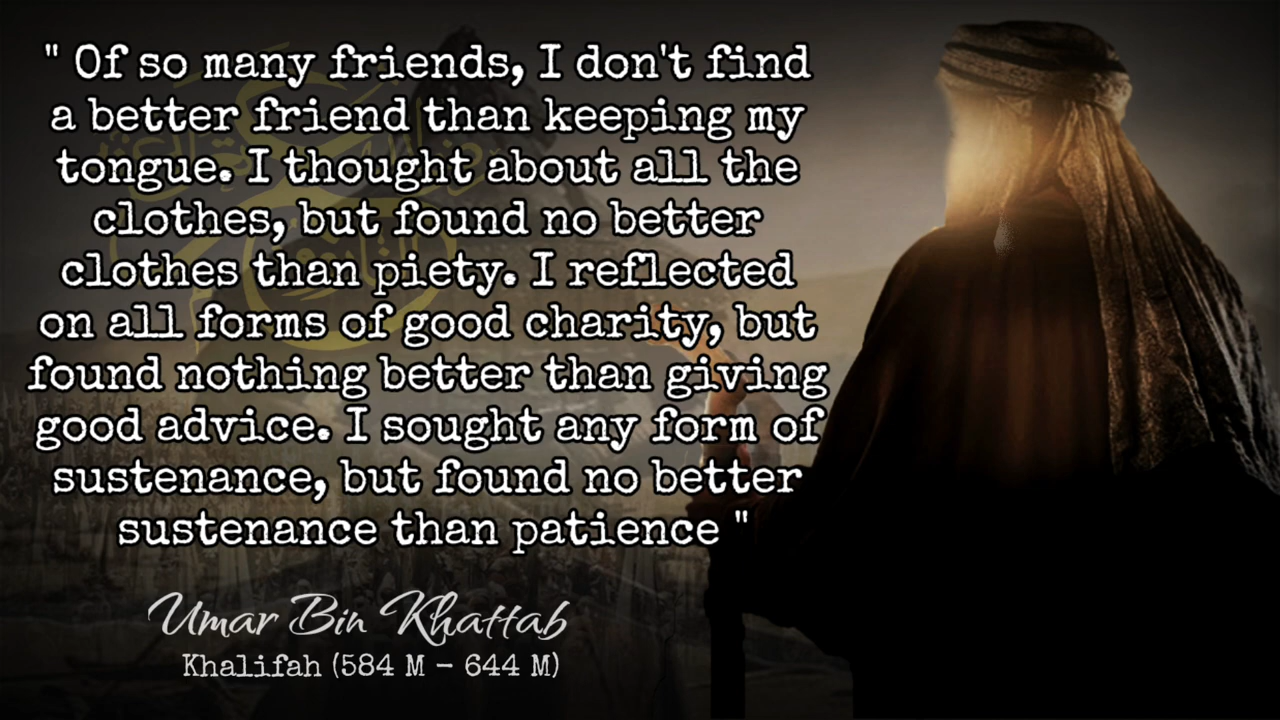 " Of so many friends, I don't find
a better friend than keeping my
tongue. I thought about all the
clothes, but found no better
clothes than piety. I reflected
on all forms of good charity, but
found nothing better than giving
good advice. I sought any form of
sustenance, but found no better
sustenance than patience "
Umar Bin Khattab
Khalifah (584 M - 644 M)